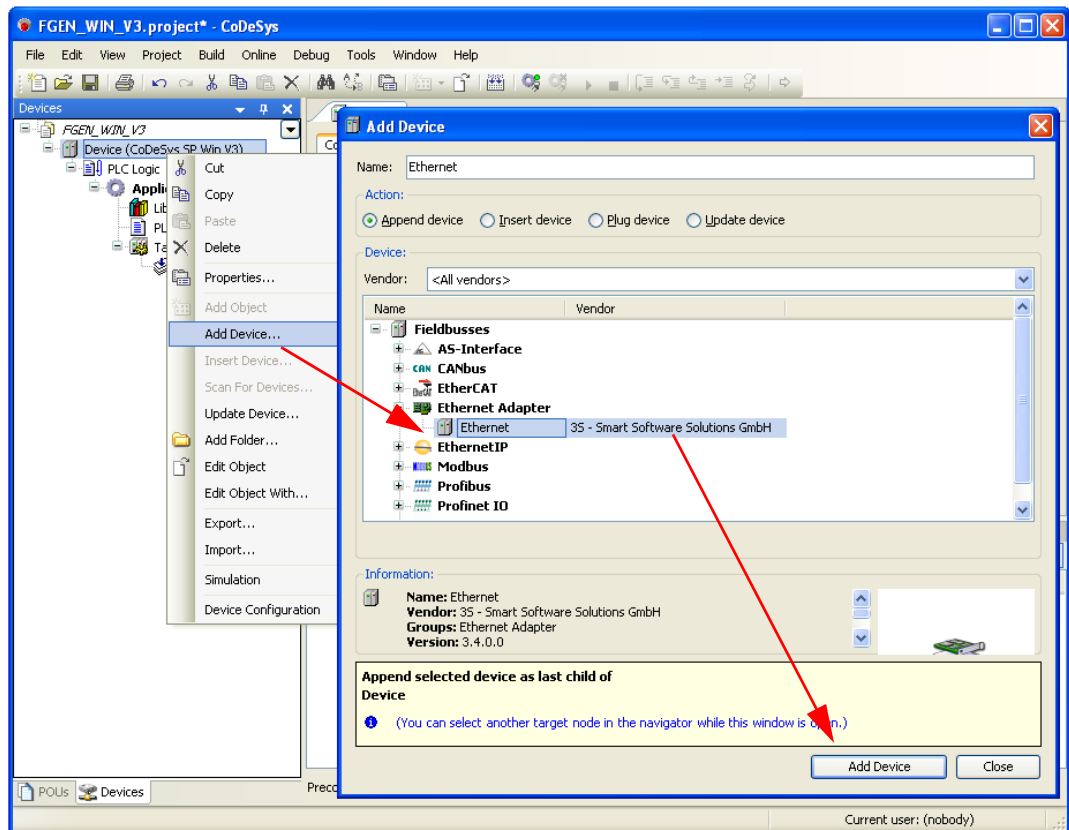 FGEN_WIN_V3.project* - CoDeSys
File Edit View Project Build Online Debug Tools Window Help
Devices
FGEN_WIN_V3
Device (CoDeSys SP Win V3)
PLC Logic
Cut
Copy
Paste
Delete
Properties...
Add Object
Add Device...
Insert Device...
Scan For Devices...
Update Device...
Add Folder...
Edit Object
Edit Object With...
Export...
Import...
Simulation
Device Configuration
POUs Devices
Add Device
Name: Ethernet
Action:
Append device Insert device Plug device Update device
Device:
Vendor: <All vendors>
Name Vendor
Fieldbusses
AS-Interface
CAN CANbus
EtherCAT
Ethernet Adapter
Ethernet 3S - Smart Software Solutions GmbH
EthernetIP
Modbus
Profibus
Profinet IO
Information:
Name: Ethernet
Vendor: 3S - Smart Software Solutions GmbH
Groups: Ethernet Adapter
Version: 3.4.0.0
Append selected device as last child of
Device
(You can select another target node in the navigator while this window is open.)
Add Device Close
Current user: (nobody)